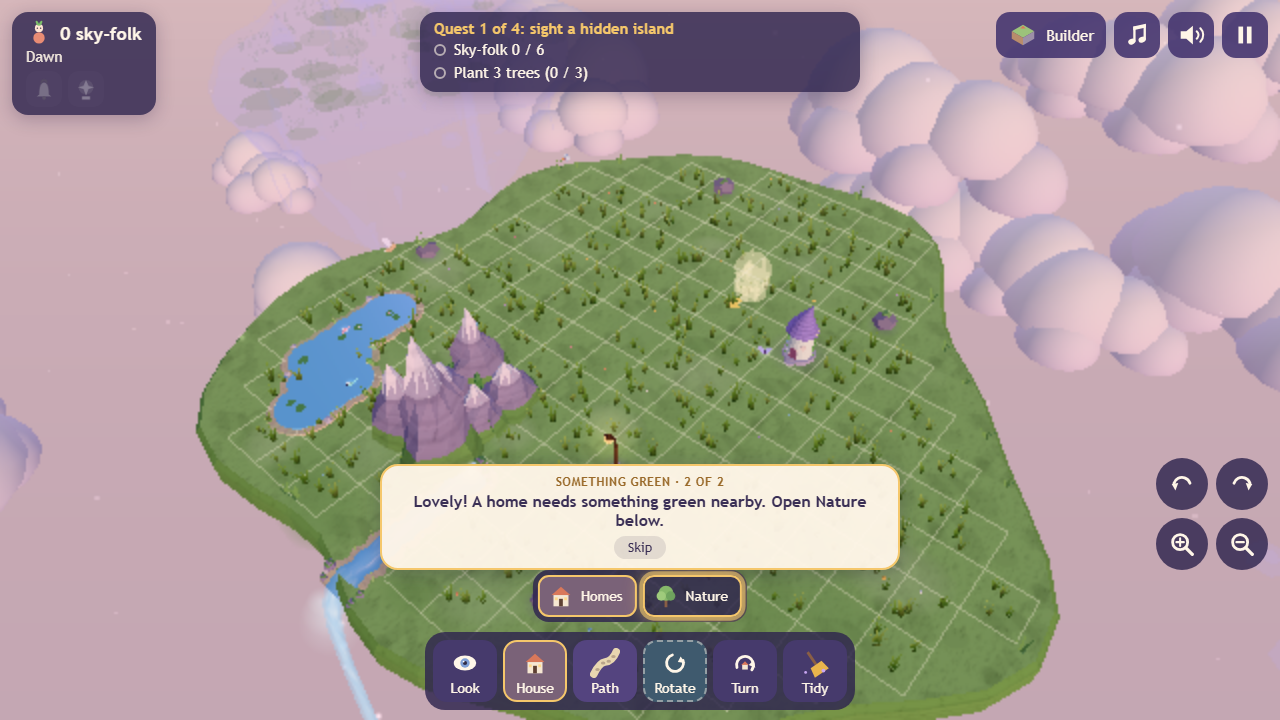 0 sky-folk
Dawn
Quest 1 of 4: sight a hidden island
Sky-folk 0 / 6
Plant 3 trees (0 / 3)
Builder
SOMETHING GREEN · 2 OF 2
Lovely! A home needs something green nearby. Open Nature
below.
Skip
Homes
Nature
Look
House
Path
Rotate
Turn
Tidy